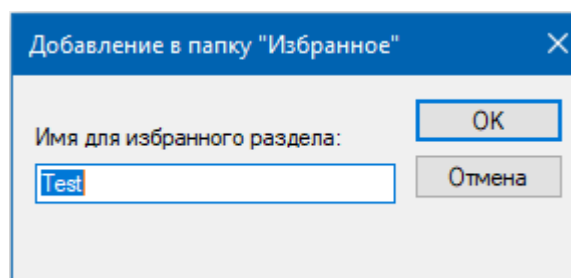 Добавление в папку "Избранное"
Имя для избранного раздела:
OK
Test
Отмена